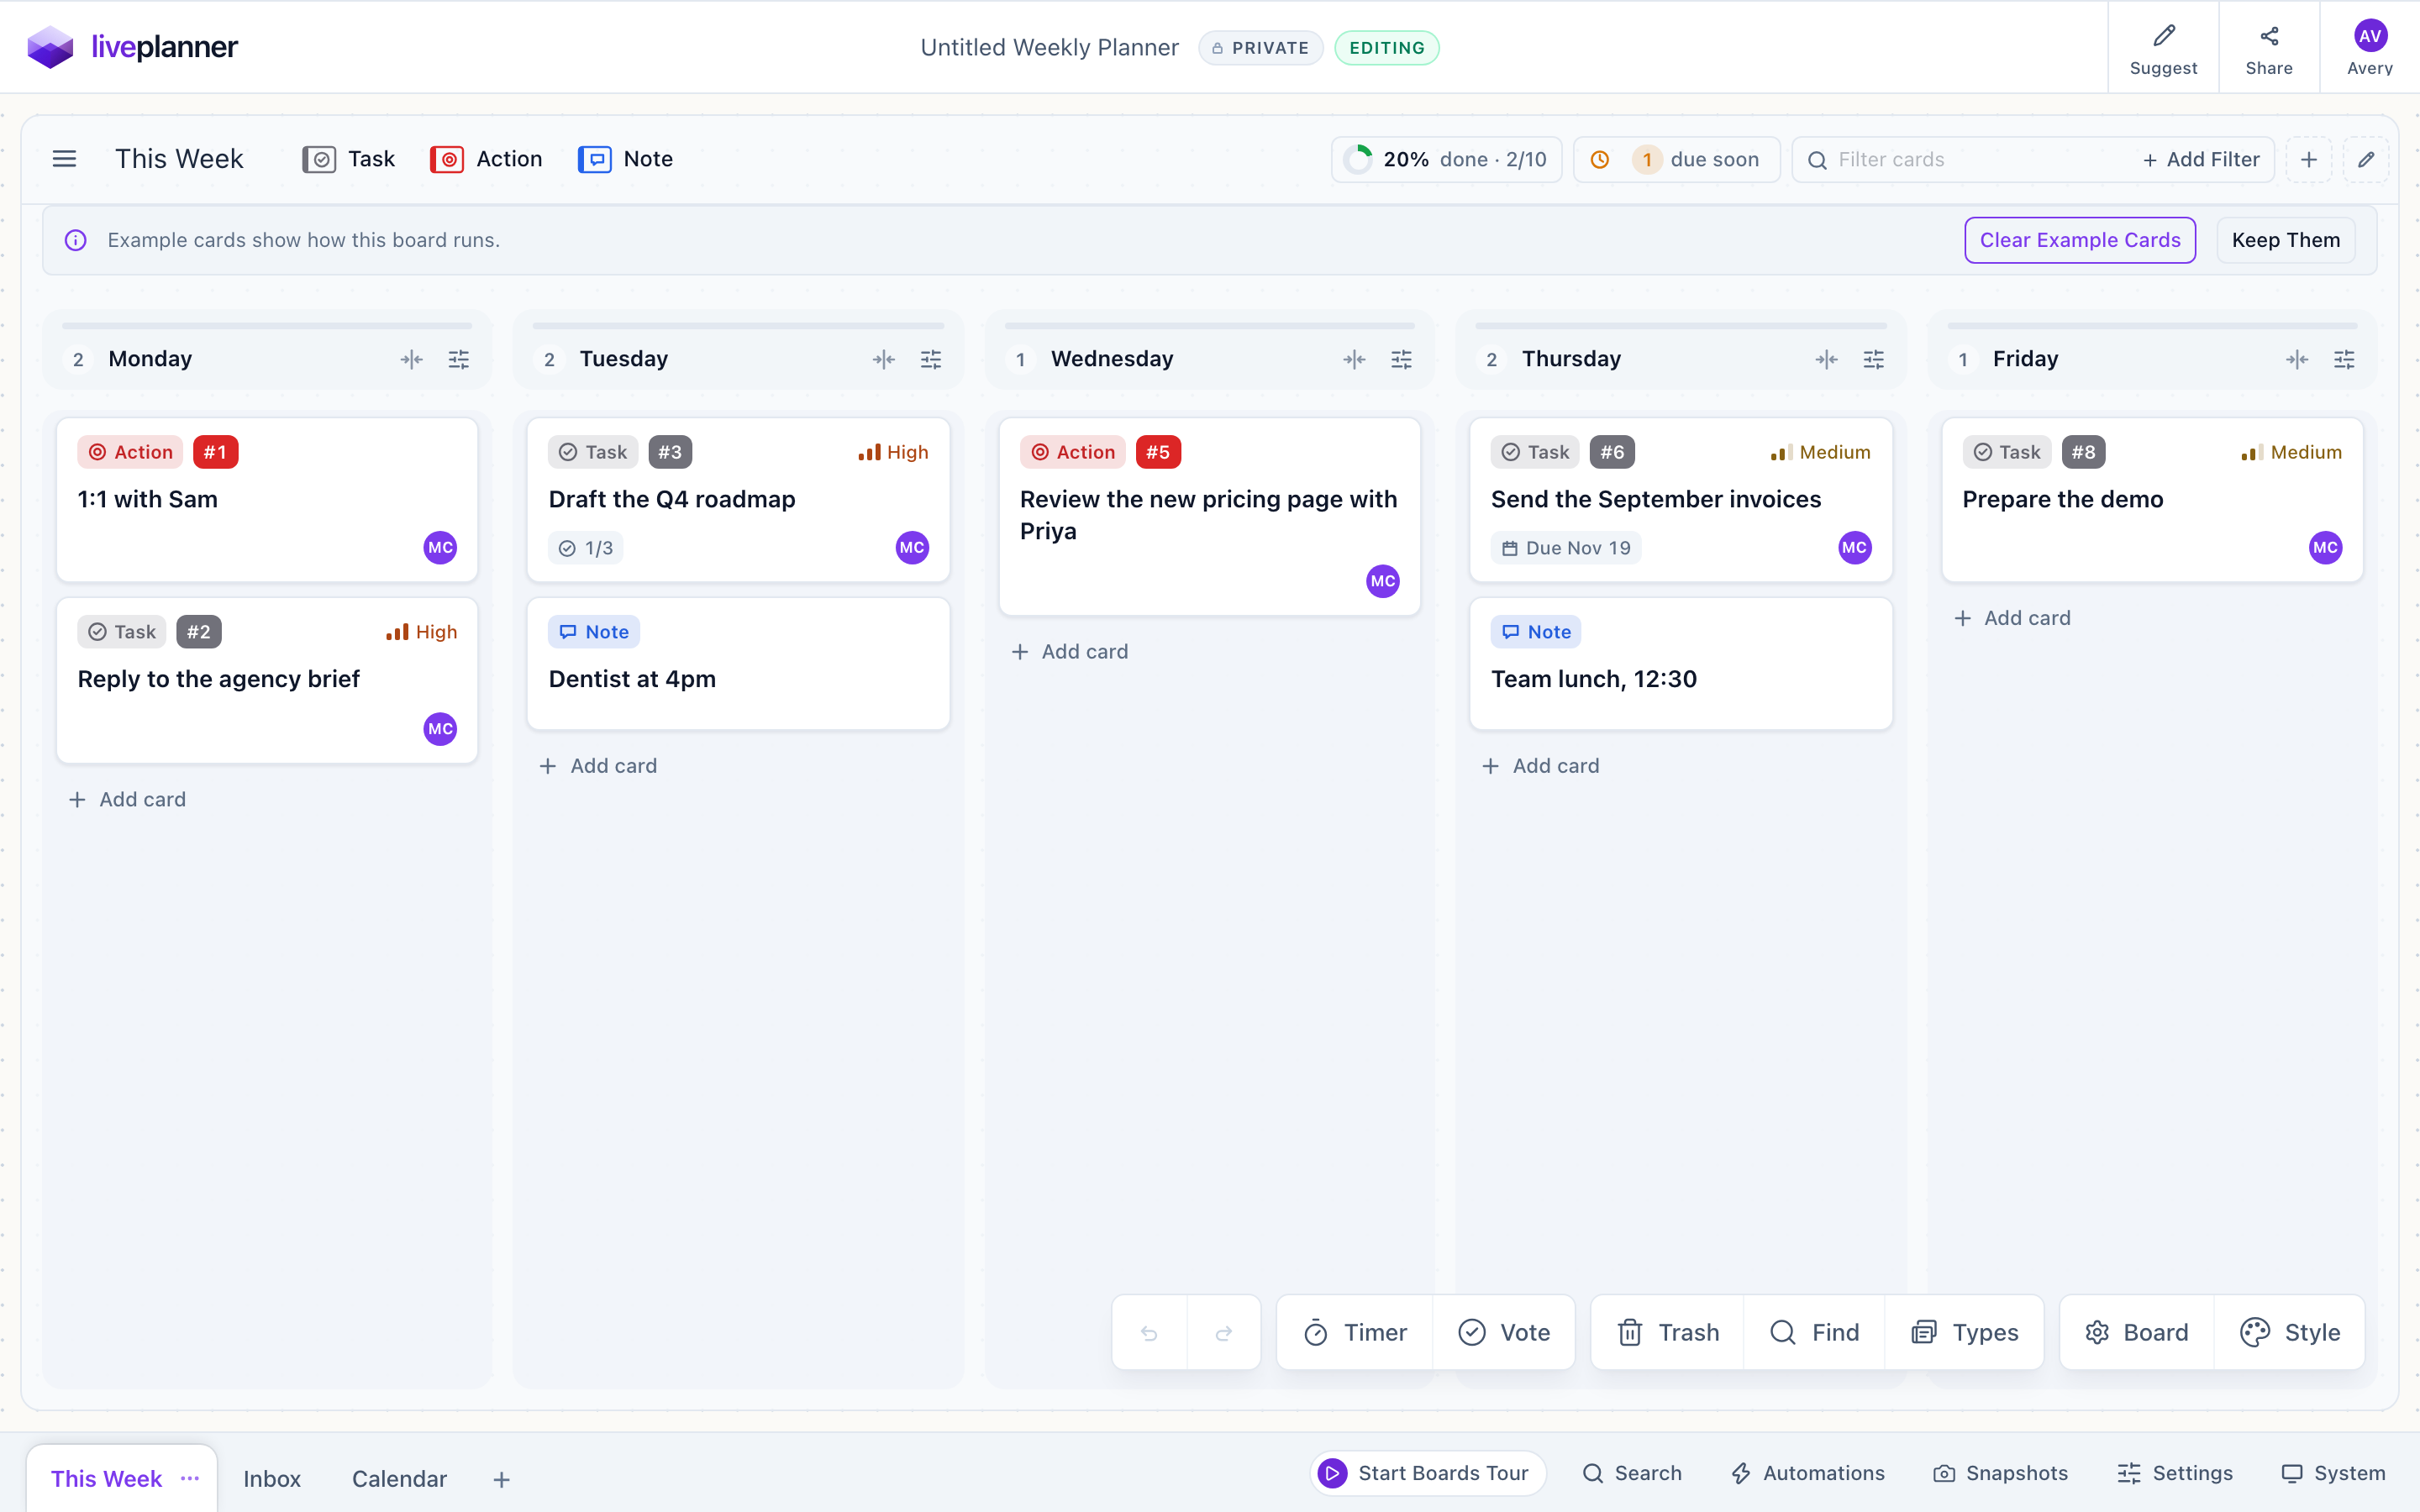 liveplanner
Untitled Weekly Planner
PRIVATE
EDITING
Suggest
Share
AV
Avery
This Week
Task
Action
Note
20% done · 2/10
1 due soon
Filter cards
+ Add Filter
Example cards show how this board runs.
Clear Example Cards
Keep Them
2 Monday
Action #1
1:1 with Sam
MC
Task #2 High
Reply to the agency brief
MC
+ Add card
2 Tuesday
Task #3 High
Draft the Q4 roadmap
1/3
MC
Note
Dentist at 4pm
+ Add card
1 Wednesday
Action #5
Review the new pricing page with
Priya
MC
+ Add card
2 Thursday
Task #6 Medium
Send the September invoices
Due Nov 19
MC
Note
Team lunch, 12:30
+ Add card
1 Friday
Task #8 Medium
Prepare the demo
MC
+ Add card
Timer
Vote
Trash
Find
Types
Board
Style
This Week
Inbox
Calendar
Start Boards Tour
Search
Automations
Snapshots
Settings
System